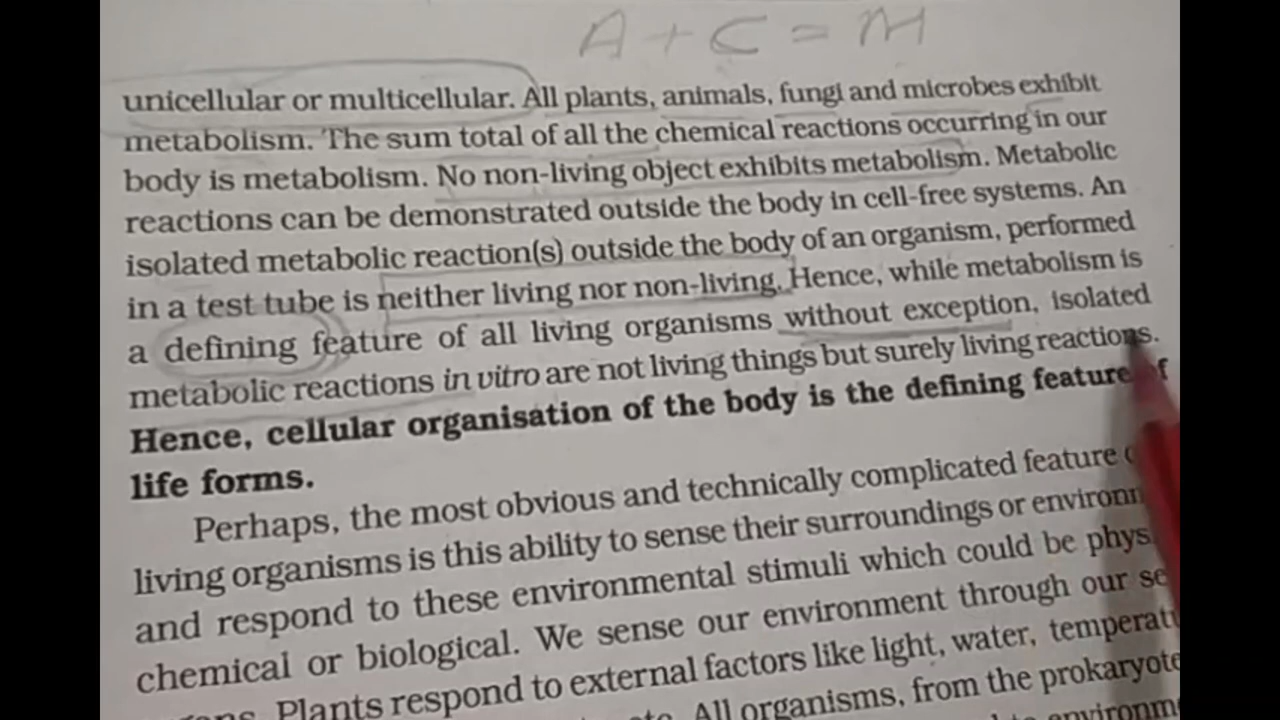 A + C = M
unicellular or multicellular. All plants, animals, fungi and microbes exhibit
metabolism. The sum total of all the chemical reactions occurring in our
body is metabolism. No non-living object exhibits metabolism. Metabolic
reactions can be demonstrated outside the body in cell-free systems. An
isolated metabolic reaction(s) outside the body of an organism, performed
in a test tube is neither living nor non-living. Hence, while metabolism is
a defining feature of all living organisms without exception, isolated
metabolic reactions in vitro are not living things but surely living reactions.
Hence, cellular organisation of the body is the defining feature of
life forms.
Perhaps, the most obvious and technically complicated feature
living organisms is this ability to sense their surroundings or
and respond to these environmental stimuli which could be
chemical or biological. We sense our environment through our
Plants respond to external factors like light, water,
All organisms, from the